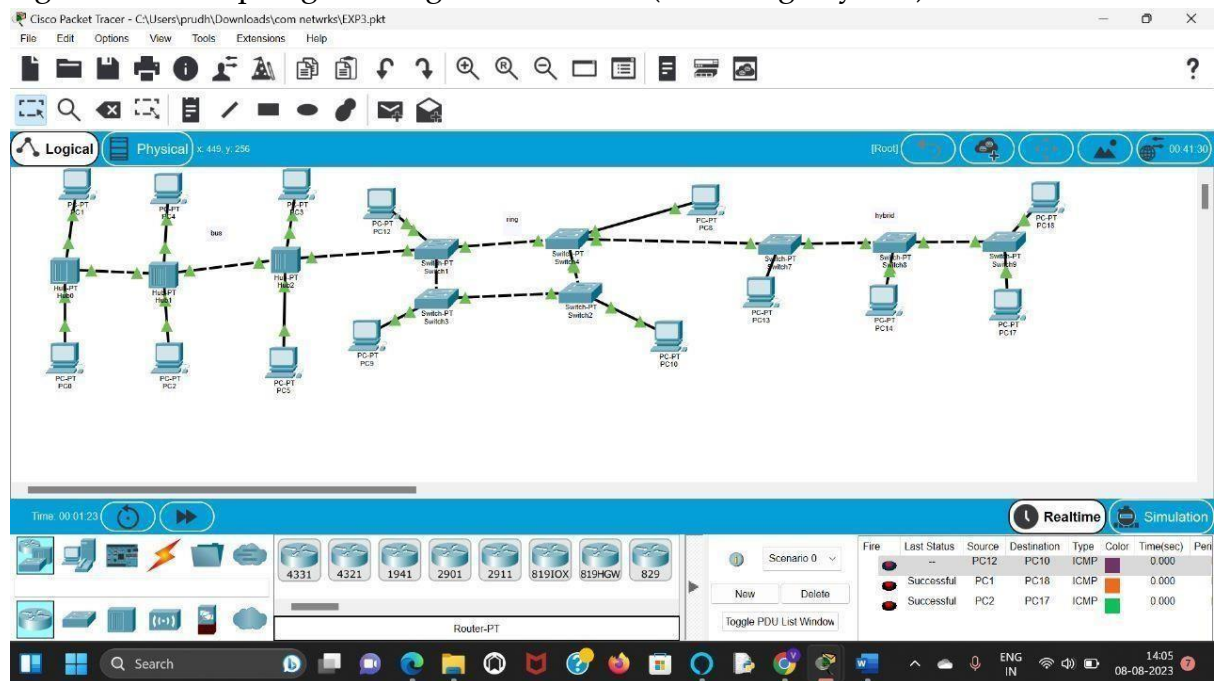 Cisco Packet Tracer - C:\Users\prudh\Downloads\com netwrks\EXP3.pkt
File Edit Options View Tools Extensions Help
?
Logical Physical x: 449, y: 256 [Root] 00:41:30
PC-PT
PC1
PC-PT
PC4
PC-PT
PC3
bus
PC-PT
PC12
ring
PC-PT
PC6
hybrid
PC-PT
PC18
Hub-PT
Hub0
Hub-PT
Hub1
Hub-PT
Hub2
Switch-PT
Switch1
Switch-PT
Switch4
Switch-PT
Switch7
Switch-PT
Switch8
Switch-PT
Switch9
Switch-PT
Switch3
Switch-PT
Switch2
PC-PT
PC13
PC-PT
PC14
PC-PT
PC17
PC-PT
PC9
PC-PT
PC10
PC-PT
PC-PT
PC2
PC-PT
PC5
Time: 00:01:23 Realtime Simulation
4331 4321 1941 2901 2911 819IOX 819HGW 829
Router-PT
Scenario 0
New Delete
Toggle PDU List Window
Fire Last Status Source Destination Type Color Time(sec) Peri
-- PC12 PC10 ICMP 0.000
Successful PC1 PC18 ICMP 0.000
Successful PC2 PC17 ICMP 0.000
Search
ENG
IN
14:05
08-08-2023
7